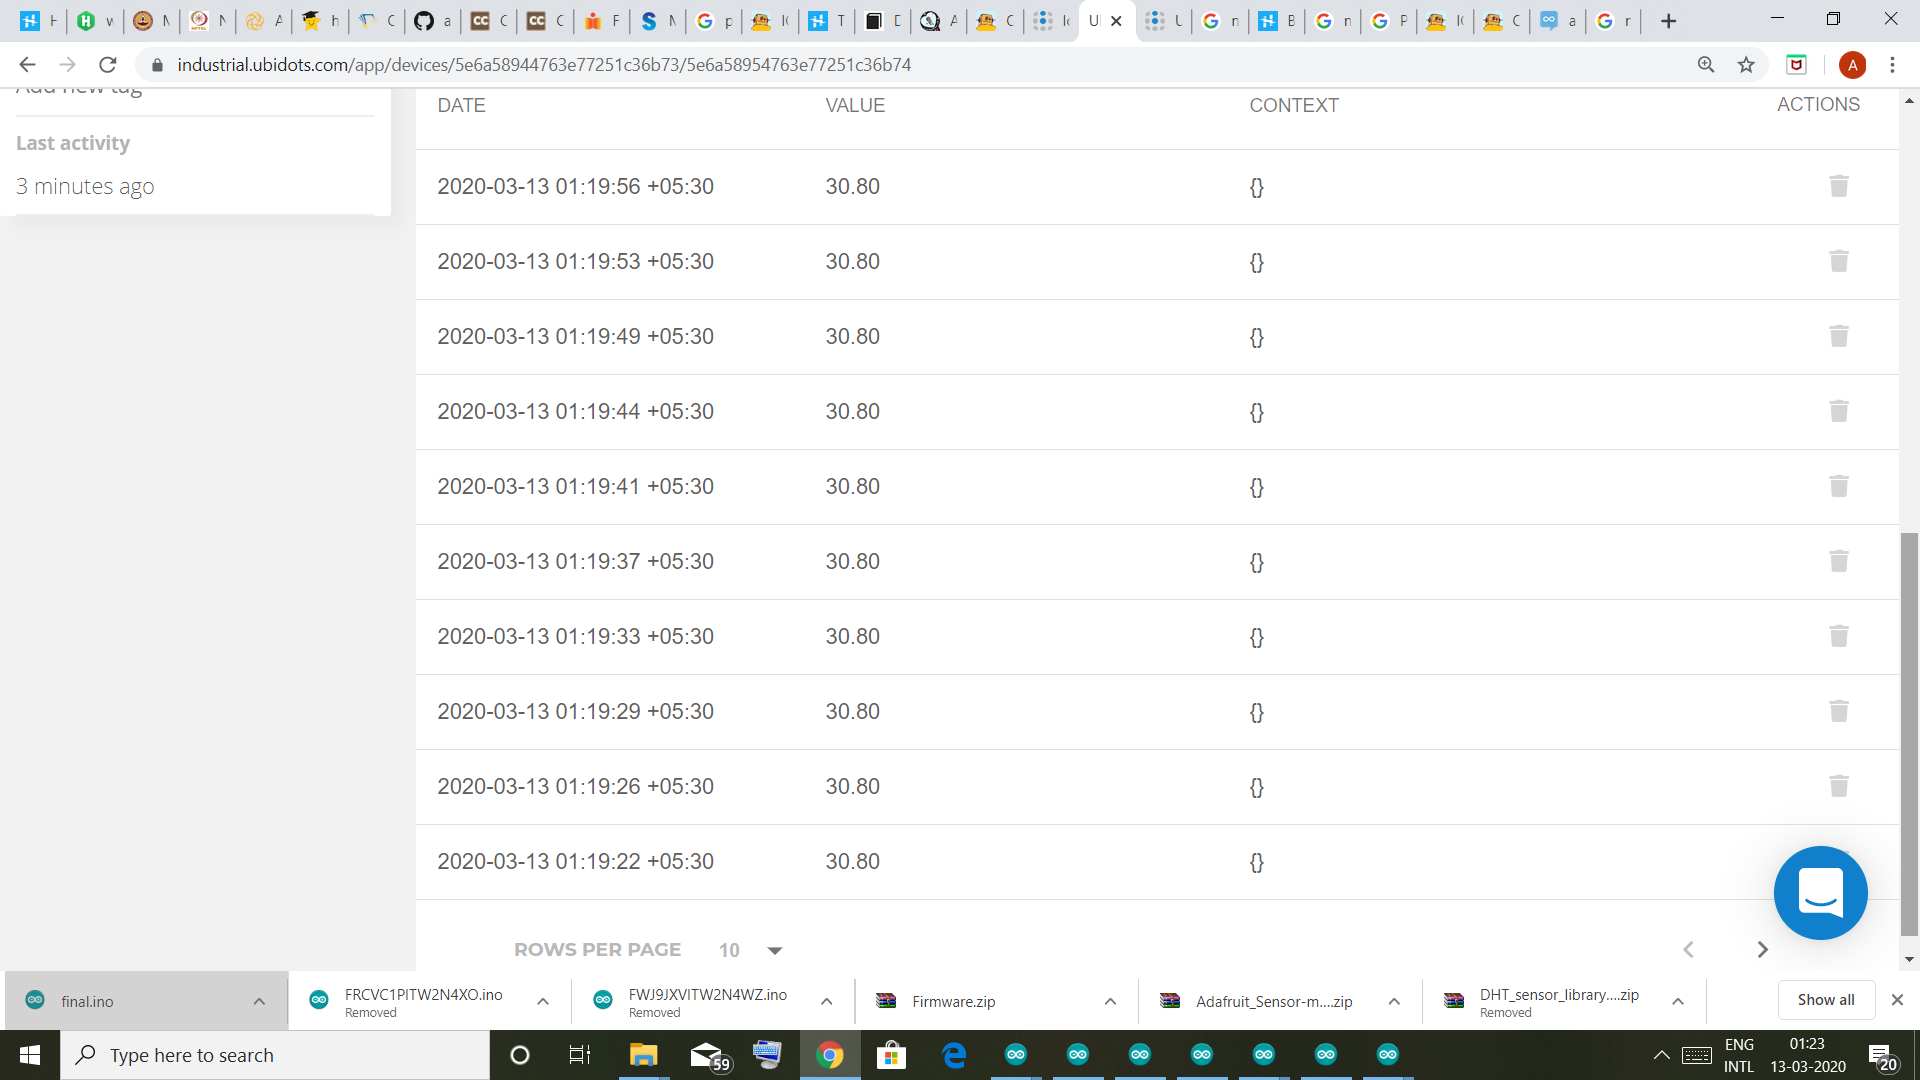 industrial.ubidots.com/app/devices/5e6a58944763e77251c36b73/5e6a58954763e77251c36b74
A
Add new tag
Last activity
3 minutes ago
DATE VALUE CONTEXT ACTIONS
2020-03-13 01:19:56 +05:30 30.80 {}
2020-03-13 01:19:53 +05:30 30.80 {}
2020-03-13 01:19:49 +05:30 30.80 {}
2020-03-13 01:19:44 +05:30 30.80 {}
2020-03-13 01:19:41 +05:30 30.80 {}
2020-03-13 01:19:37 +05:30 30.80 {}
2020-03-13 01:19:33 +05:30 30.80 {}
2020-03-13 01:19:29 +05:30 30.80 {}
2020-03-13 01:19:26 +05:30 30.80 {}
2020-03-13 01:19:22 +05:30 30.80 {}
ROWS PER PAGE 10
final.ino
FRCVC1PITW2N4XO.ino
Removed
FWJ9JXVITW2N4WZ.ino
Removed
Firmware.zip
Adafruit_Sensor-m....zip
DHT_sensor_library....zip
Removed
Show all
Type here to search
59
ENG
INTL
01:23
13-03-2020
20